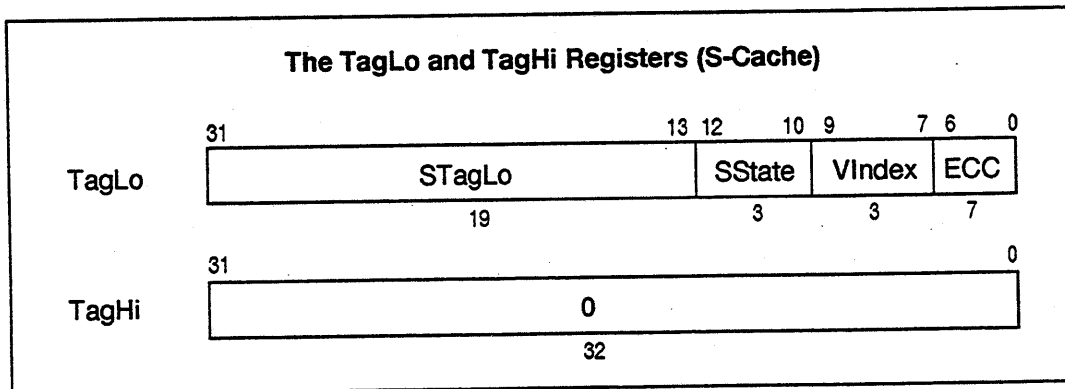 The TagLo and TagHi Registers (S-Cache)
31 13 12 10 9 7 6 0
TagLo STagLo SState VIndex ECC
19 3 3 7
31 0
TagHi 0
32